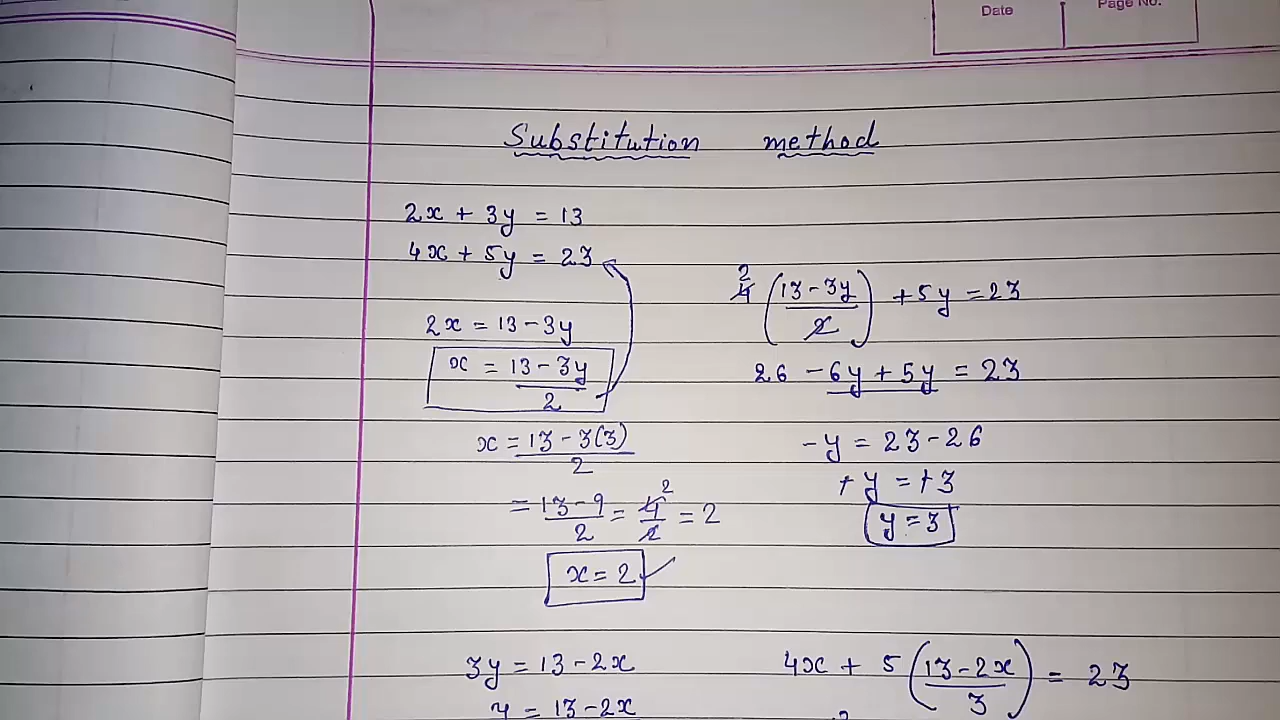 Date
Page No.
Substitution method
2x + 3y = 13
4x + 5y = 23
2x = 13 - 3y
x = 13 - 3y / 2
x = 13 - 3(3) / 2
= 13 - 9 / 2 = 4 2 / 2 = 2
x = 2 ✓
2 4 (13 - 3y / 2) + 5y = 23
26 - 6y + 5y = 23
-y = 23 - 26
+y = +3
y = 3
3y = 13 - 2x
y = 13 - 2x
4x + 5 (13 - 2x / 3) = 23